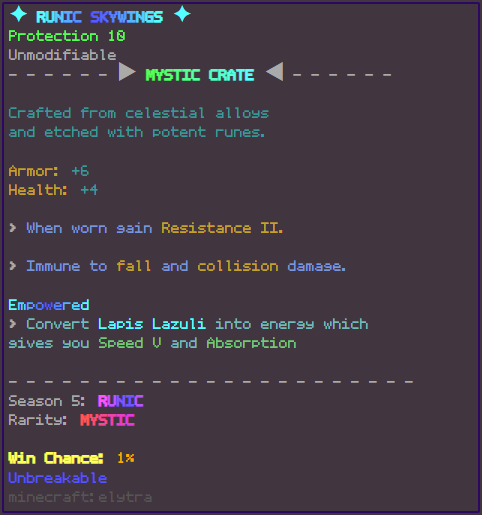 ✦ RUNIC SKYWINGS ✦
Protection 10
Unmodifiable
- - - - - - ▶ MYSTIC CRATE ◀ - - - - - -
Crafted from celestial alloys
and etched with potent runes.
Armor: +6
Health: +4
> When worn gain Resistance II.
> Immune to fall and collision damage.
Empowered
> Convert Lapis Lazuli into energy which
gives you Speed V and Absorption
- - - - - - - - - - - - - - - - - - - - - - - -
Season 5: RUNIC
Rarity: MYSTIC
Win Chance: 1%
Unbreakable
minecraft:elytra